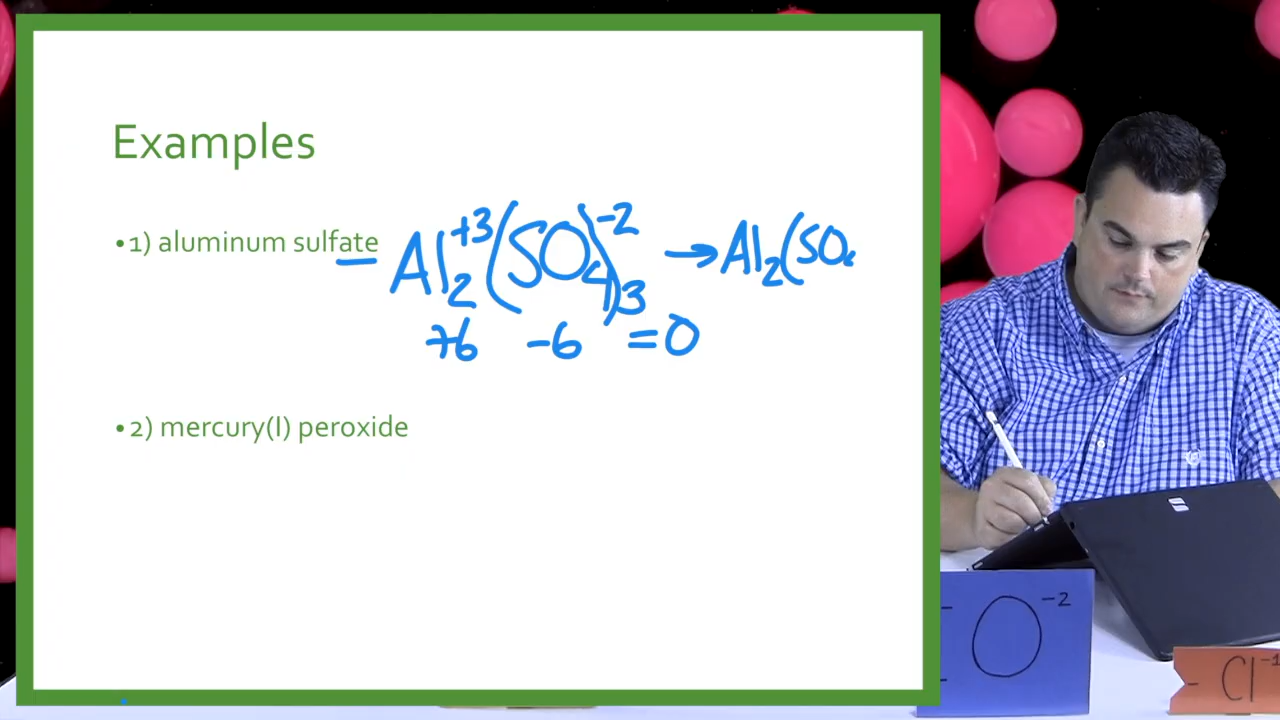 Examples
• 1) aluminum sulfate Al₂⁺³(SO₄)₃⁻² → Al₂(SO
+6 -6 =0
• 2) mercury(I) peroxide
O⁻²
- Cl⁻¹